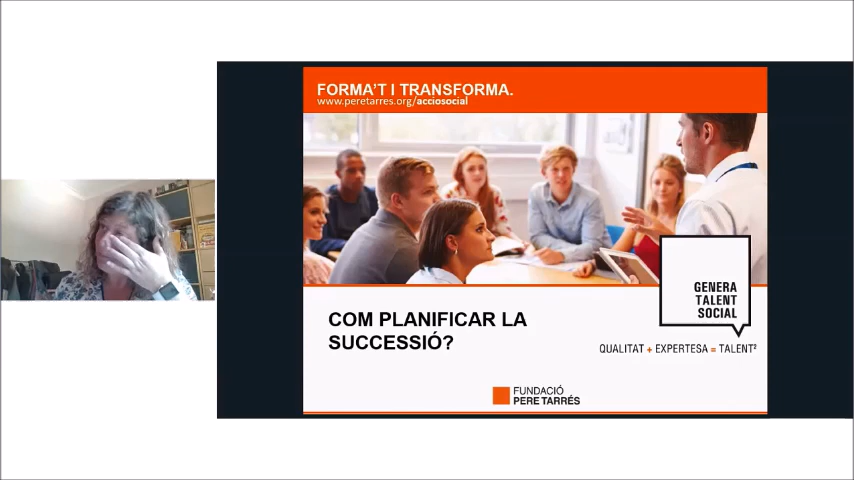 FORMA'T I TRANSFORMA.
www.peretarres.org/acciosocial
GENERA
TALENT
SOCIAL
COM PLANIFICAR LA
SUCCESSIÓ?
QUALITAT + EXPERTESA = TALENT²
FUNDACIÓ
PERE TARRÉS